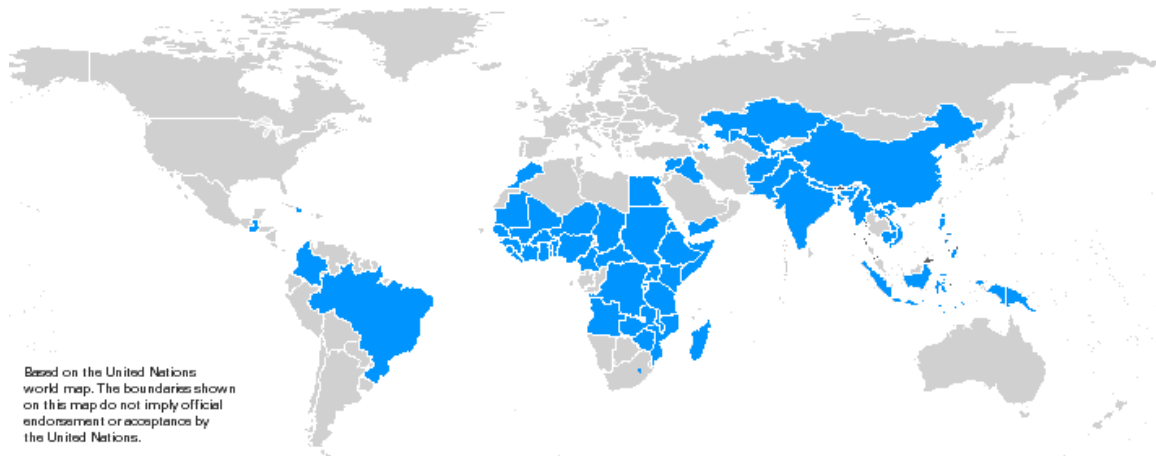 Based on the United Nations
world map. The boundaries shown
on this map do not imply official
endorsement or acceptance by
the United Nations.